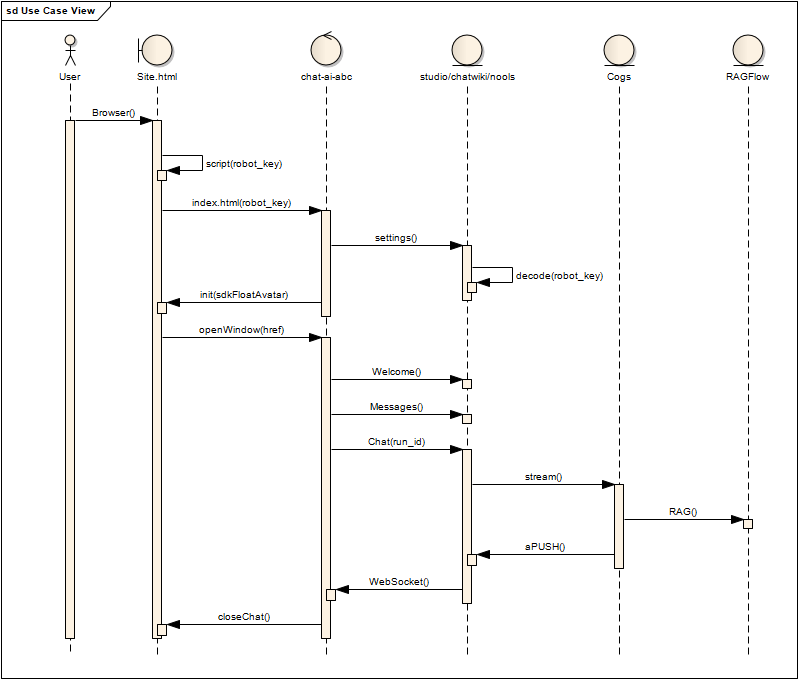 sd Use Case View
User
Site.html
chat-ai-abc
studio/chatwiki/nools
Cogs
RAGFlow
Browser()
script(robot_key)
index.html(robot_key)
settings()
decode(robot_key)
init(sdkFloatAvatar)
openWindow(href)
Welcome()
Messages()
Chat(run_id)
stream()
RAG()
aPUSH()
WebSocket()
closeChat()